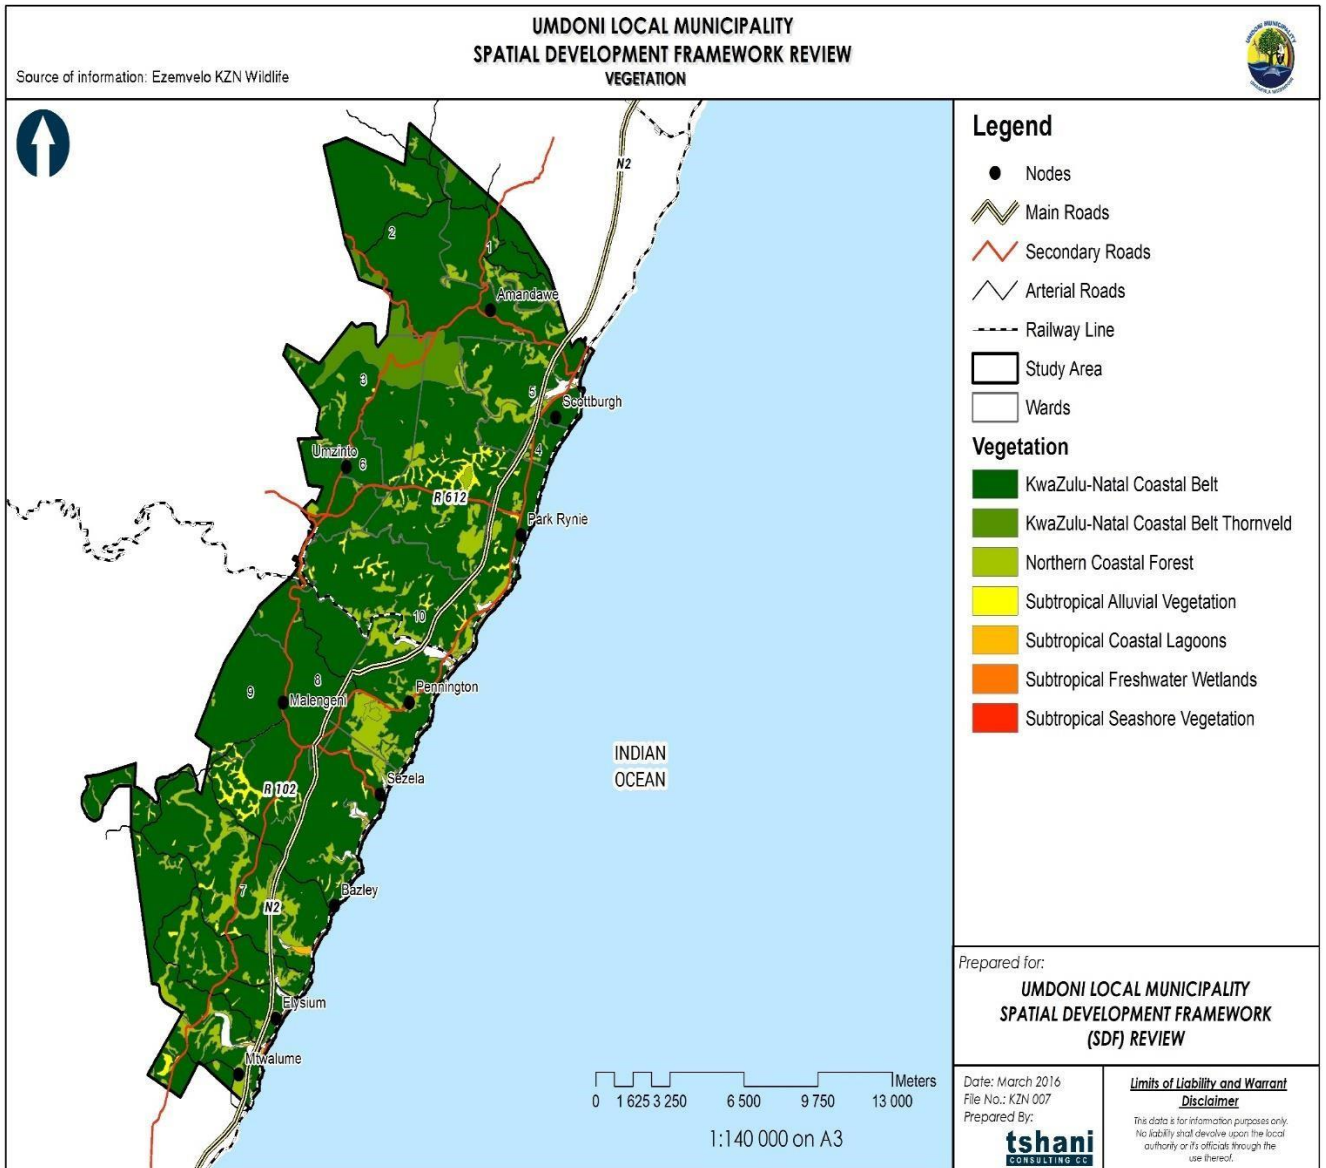 UMDONI LOCAL MUNICIPALITY
SPATIAL DEVELOPMENT FRAMEWORK REVIEW
VEGETATION
Source of information: Ezemvelo KZN Wildlife
UMDONI MUNICIPALITY
N2
2
1
Amandawe
3
5
Scottburgh
4
Umzinto
6
R 612
Park Rynie
10
8
Pennington
9
Malengeni
INDIAN
OCEAN
Sezela
R 102
7
Bazley
N2
Elysium
Mtwalume
Meters
0 1 625 3 250 6 500 9 750 13 000
1:140 000 on A3
Legend
Nodes
Main Roads
Secondary Roads
Arterial Roads
Railway Line
Study Area
Wards
Vegetation
KwaZulu-Natal Coastal Belt
KwaZulu-Natal Coastal Belt Thornveld
Northern Coastal Forest
Subtropical Alluvial Vegetation
Subtropical Coastal Lagoons
Subtropical Freshwater Wetlands
Subtropical Seashore Vegetation
Prepared for:
UMDONI LOCAL MUNICIPALITY
SPATIAL DEVELOPMENT FRAMEWORK
(SDF) REVIEW
Date: March 2016
File No.: KZN 007
Prepared By:
tshani
CONSULTING CC
Limits of Liability and Warrant
Disclaimer
This data is for information purposes only.
No liability shall devolve upon the local
authority or its officials through the
use thereof.